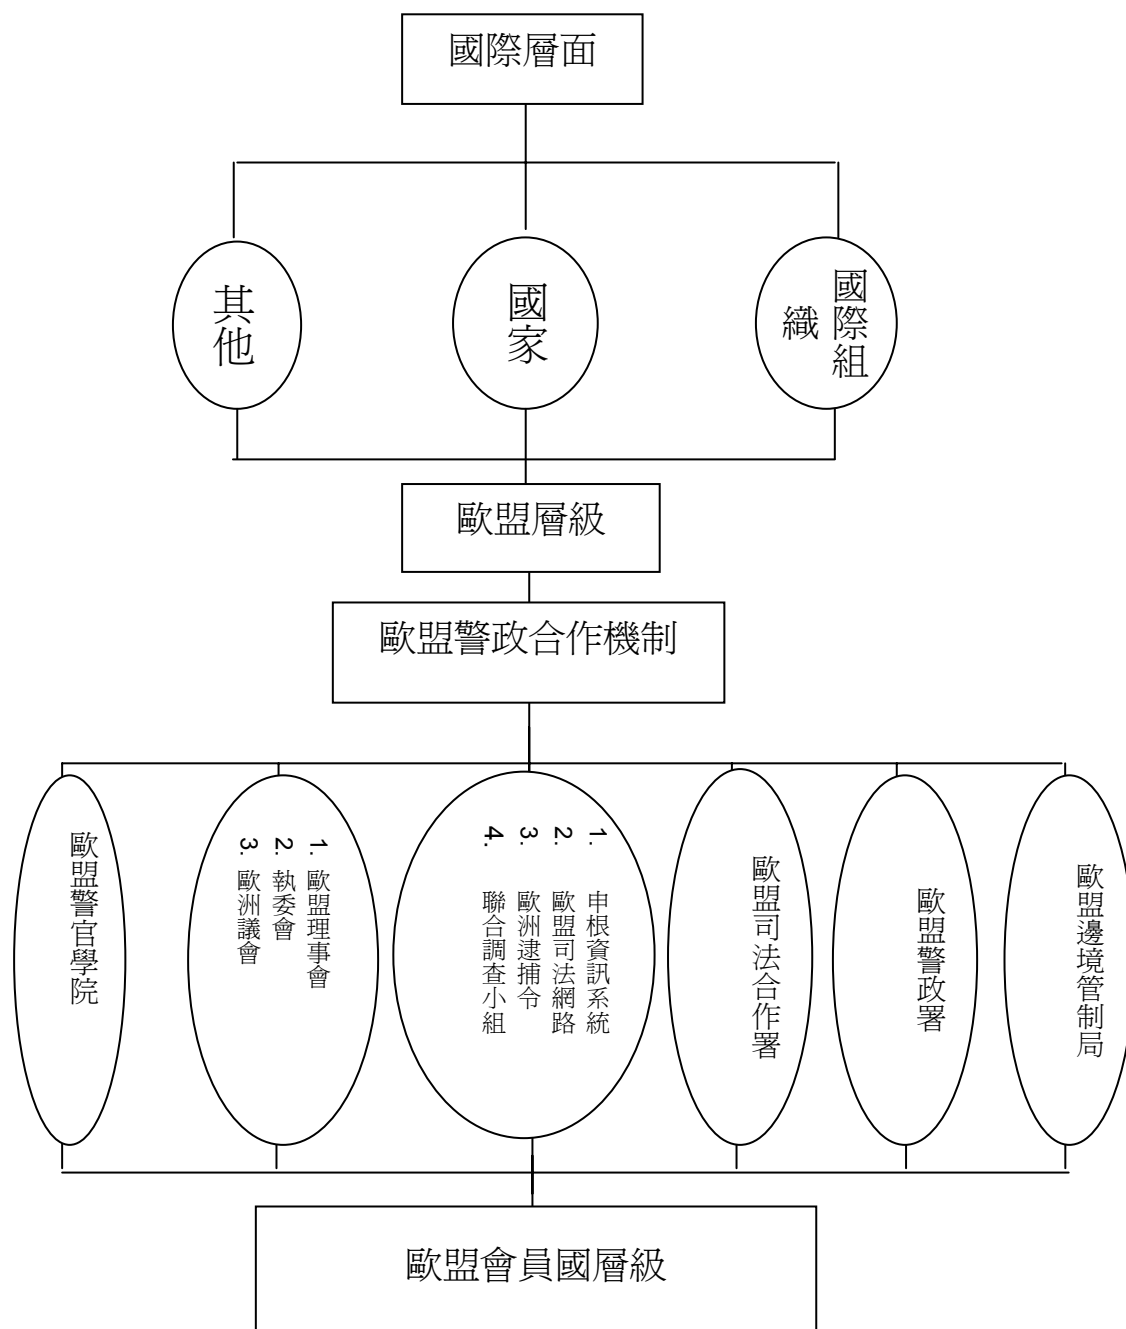 國際層面
其他
國家
國際組
織
歐盟層級
歐盟警政合作機制
歐盟警官學院
1. 歐盟理事會
2. 執委會
3. 歐洲議會
1. 申根資訊系統
2. 歐盟司法網路
3. 歐洲逮捕令
4. 聯合調查小組
歐盟司法合作署
歐盟警政署
歐盟邊境管制局
歐盟會員國層級